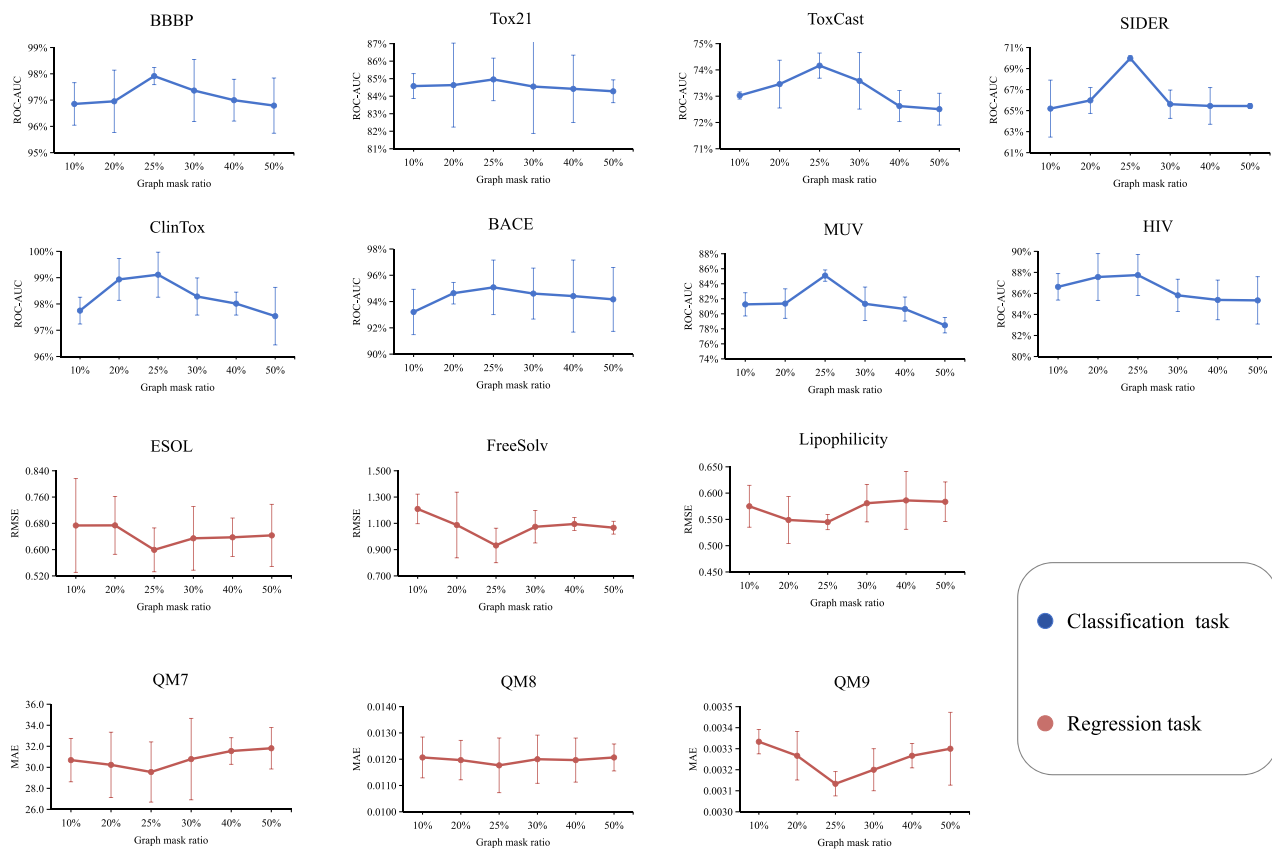 BBBP
99%
98%
97%
96%
95%
ROC-AUC
10% 20% 25% 30% 40% 50%
Graph mask ratio
Tox21
87%
86%
85%
84%
83%
82%
81%
ROC-AUC
10% 20% 25% 30% 40% 50%
Graph mask ratio
ToxCast
75%
74%
73%
72%
71%
ROC-AUC
10% 20% 25% 30% 40% 50%
Graph mask ratio
SIDER
71%
69%
67%
65%
63%
61%
ROC-AUC
10% 20% 25% 30% 40% 50%
Graph mask ratio
ClinTox
100%
99%
98%
97%
96%
ROC-AUC
10% 20% 25% 30% 40% 50%
Graph mask ratio
BACE
98%
96%
94%
92%
90%
ROC-AUC
10% 20% 25% 30% 40% 50%
Graph mask ratio
MUV
88%
86%
84%
82%
80%
78%
76%
74%
ROC-AUC
10% 20% 25% 30% 40% 50%
Graph mask ratio
HIV
90%
88%
86%
84%
82%
80%
ROC-AUC
10% 20% 25% 30% 40% 50%
Graph mask ratio
ESOL
0.840
0.760
0.680
0.600
0.520
RMSE
10% 20% 25% 30% 40% 50%
Graph mask ratio
FreeSolv
1.500
1.300
1.100
0.900
0.700
RMSE
10% 20% 25% 30% 40% 50%
Graph mask ratio
Lipophilicity
0.650
0.600
0.550
0.500
0.450
RMSE
10% 20% 25% 30% 40% 50%
Graph mask ratio
Classification task
Regression task
QM7
36.0
34.0
32.0
30.0
28.0
26.0
MAE
10% 20% 25% 30% 40% 50%
Graph mask ratio
QM8
0.0140
0.0130
0.0120
0.0110
0.0100
MAE
10% 20% 25% 30% 40% 50%
Graph mask ratio
QM9
0.0035
0.0034
0.0033
0.0032
0.0031
0.0030
MAE
10% 20% 25% 30% 40% 50%
Graph mask ratio